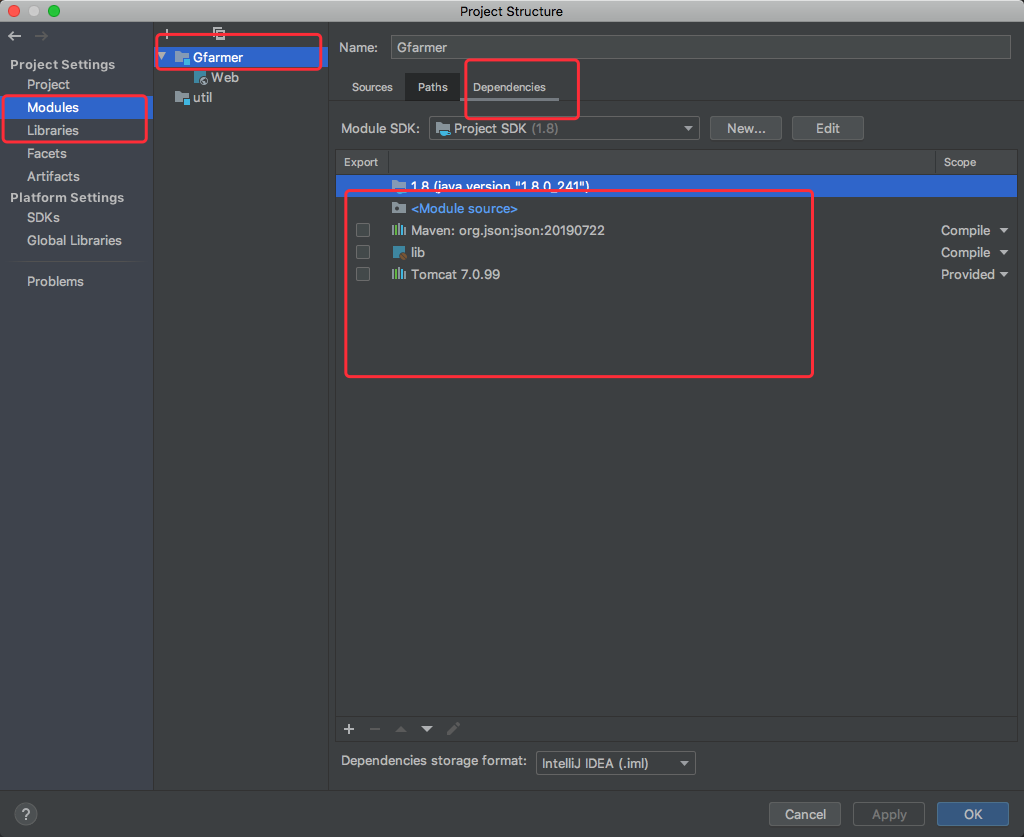 Project Structure
Project Settings
Project
Modules
Libraries
Facets
Artifacts
Platform Settings
SDKs
Global Libraries
Problems
Gfarmer
Web
util
Name: Gfarmer
Sources Paths Dependencies
Module SDK: Project SDK (1.8) New... Edit
Export Scope
1.8 (java version "1.8.0_241")
<Module source>
Maven: org.json:json:20190722 Compile
lib Compile
Tomcat 7.0.99 Provided
Dependencies storage format: IntelliJ IDEA (.iml)
? Cancel Apply OK